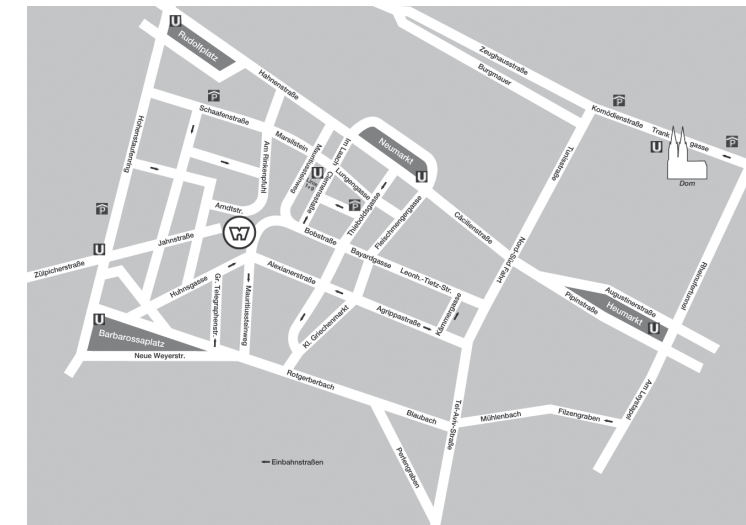 U
Rudolfplatz
Zeughausstraße
Burgmauer
Hahnenstraße
P
P
Komödienstraße
Trankgasse
P
Schaafenstraße
Hohenstaufenring
Marsilstein
Am Rinkenpfuhl
Mauritiussteinweg
Im Laach
Neumarkt
U
Tunisstraße
U
Dom
Lungengasse
U
Clemensstraße
P
Thieboldsgasse
Fleischmengergasse
Arndtstr.
P
Cäcilienstraße
Jahnstraße
W
Bobstraße
Bayardgasse
Nord-Süd Fahrt
Zülpicherstraße
U
Leonh.-Tietz-Str.
Rheinufertunnel
Alexianerstraße
Huhnsgasse
Gr. Telegraphenstr.
Mauritiussteinweg
Augustinerstraße
Pipinstraße
Heumarkt
U
Agrippastraße
Kämmergasse
Kl. Griechenmarkt
U
Barbarossaplatz
Neue Weyerstr.
Rotgerberbach
Am Leystapel
Blaubach
Tel-Aviv-Straße
Mühlenbach
Filzengraben
Perlengraben
Einbahnstraßen